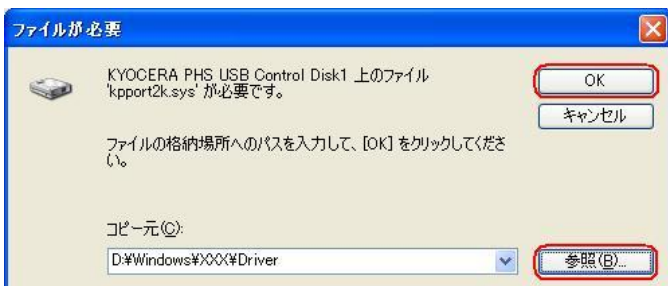 ファイルが必要
KYOCERA PHS USB Control Disk1 上のファイル
'kpport2k.sys' が必要です。
OK
キャンセル
ファイルの格納場所へのパスを入力して、[OK] をクリックしてくださ
い。
コピー元(C):
D:¥Windows¥XXX¥Driver
参照(B)...